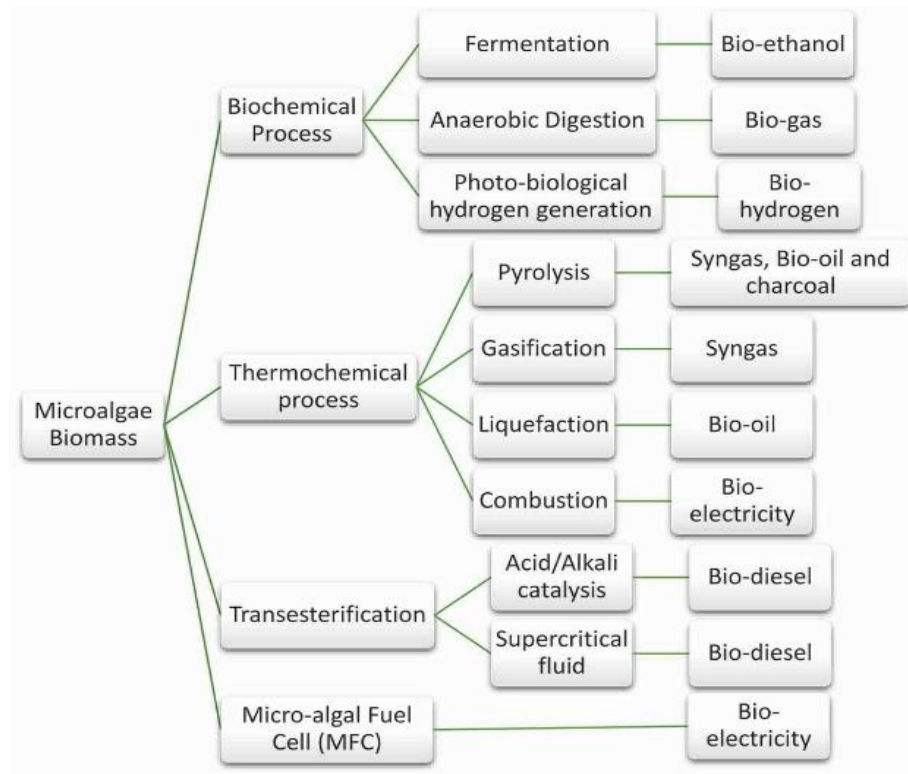 Fermentation
Bio-ethanol
Biochemical
Process
Anaerobic Digestion
Bio-gas
Photo-biological
hydrogen generation
Bio-
hydrogen
Pyrolysis
Syngas, Bio-oil and
charcoal
Gasification
Syngas
Thermochemical
process
Microalgae
Biomass
Liquefaction
Bio-oil
Combustion
Bio-
electricity
Acid/Alkali
catalysis
Bio-diesel
Transesterification
Supercritical
fluid
Bio-diesel
Micro-algal Fuel
Cell (MFC)
Bio-
electricity